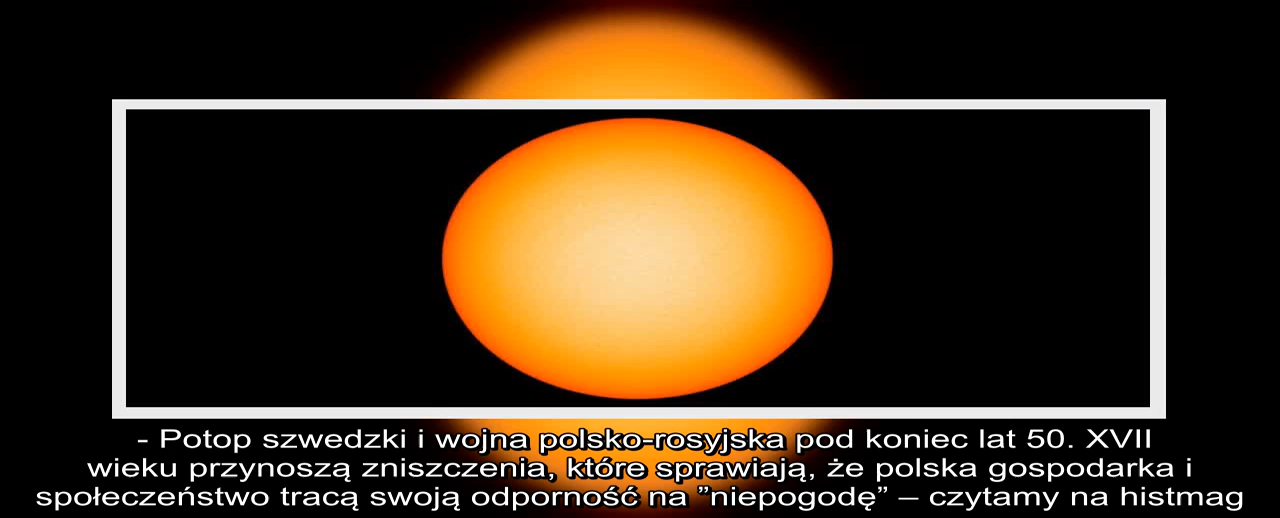 - Potop szwedzki i wojna polsko-rosyjska pod koniec lat 50. XVII
wieku przynoszą zniszczenia, które sprawiają, że polska gospodarka i
społeczeństwo tracą swoją odporność na ”niepogodę” – czytamy na histmag